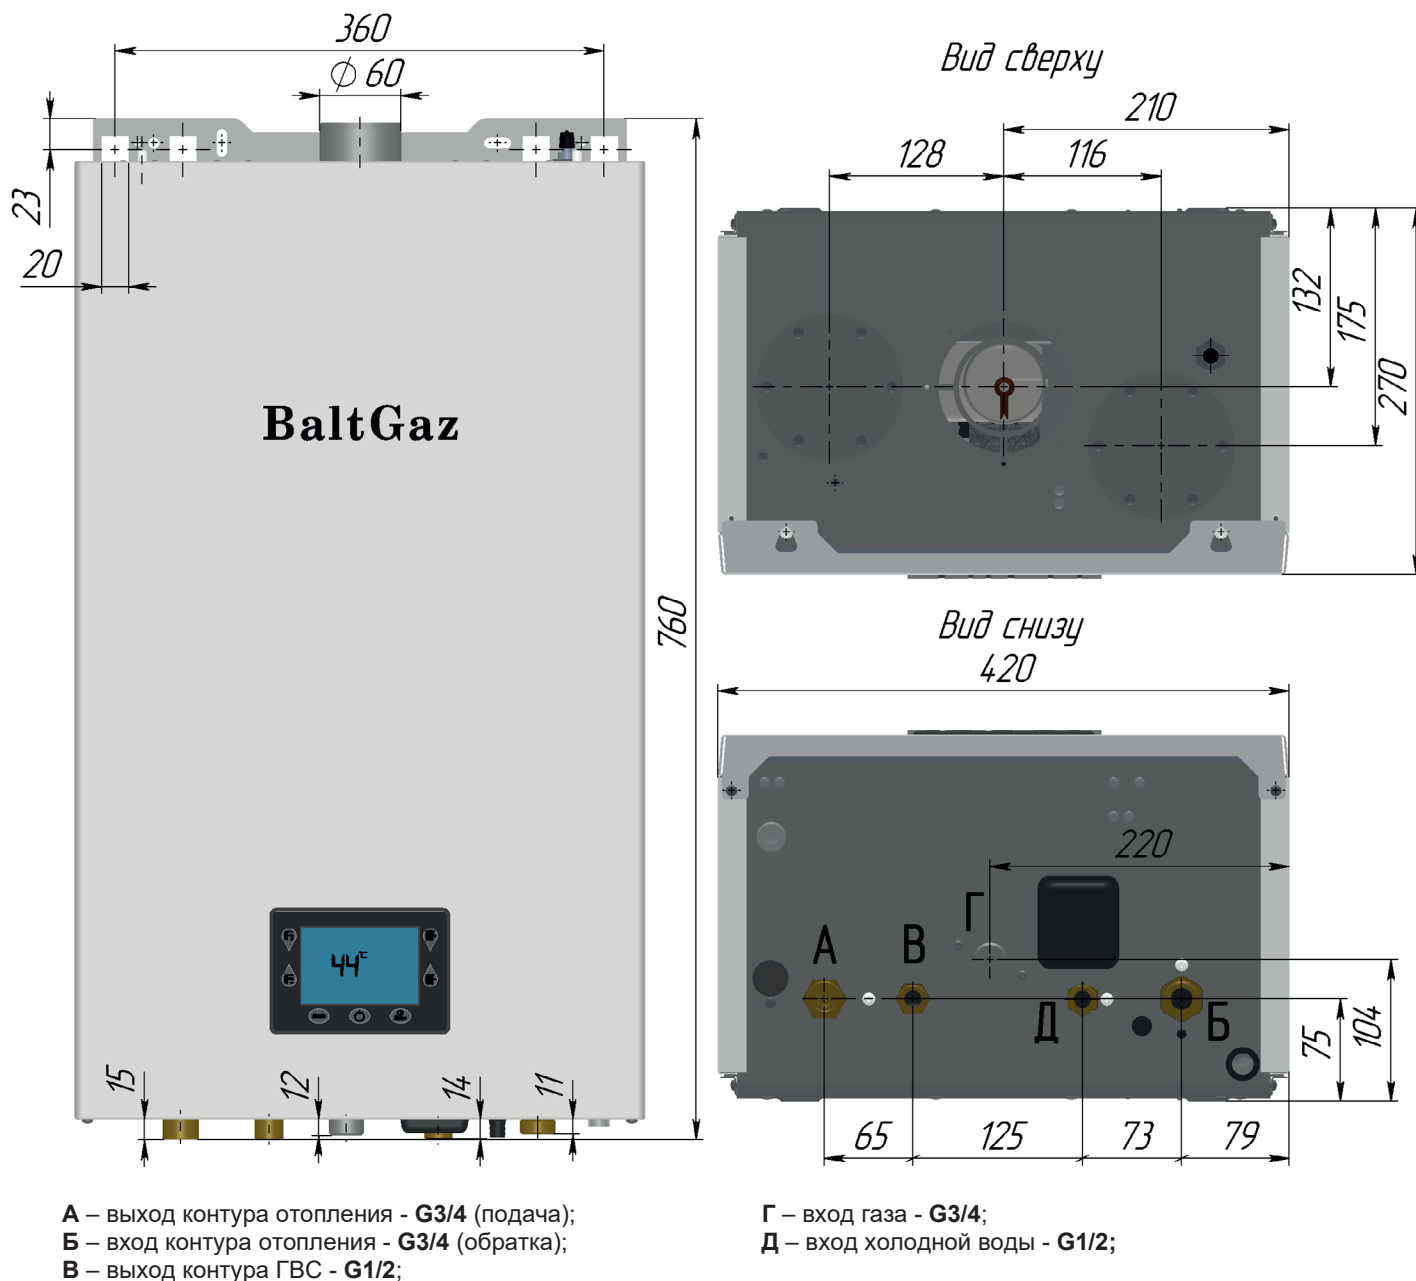 360
Ø 60
23
20
BaltGaz
44°C
760
15
12
14
11
Вид сверху
210
128
116
132
175
270
Вид снизу
420
220
Г
А
В
Д
Б
104
75
65
125
73
79
А – выход контура отопления - G3/4 (подача);
Б – вход контура отопления - G3/4 (обратка);
В – выход контура ГВС - G1/2;
Г – вход газа - G3/4;
Д – вход холодной воды - G1/2;